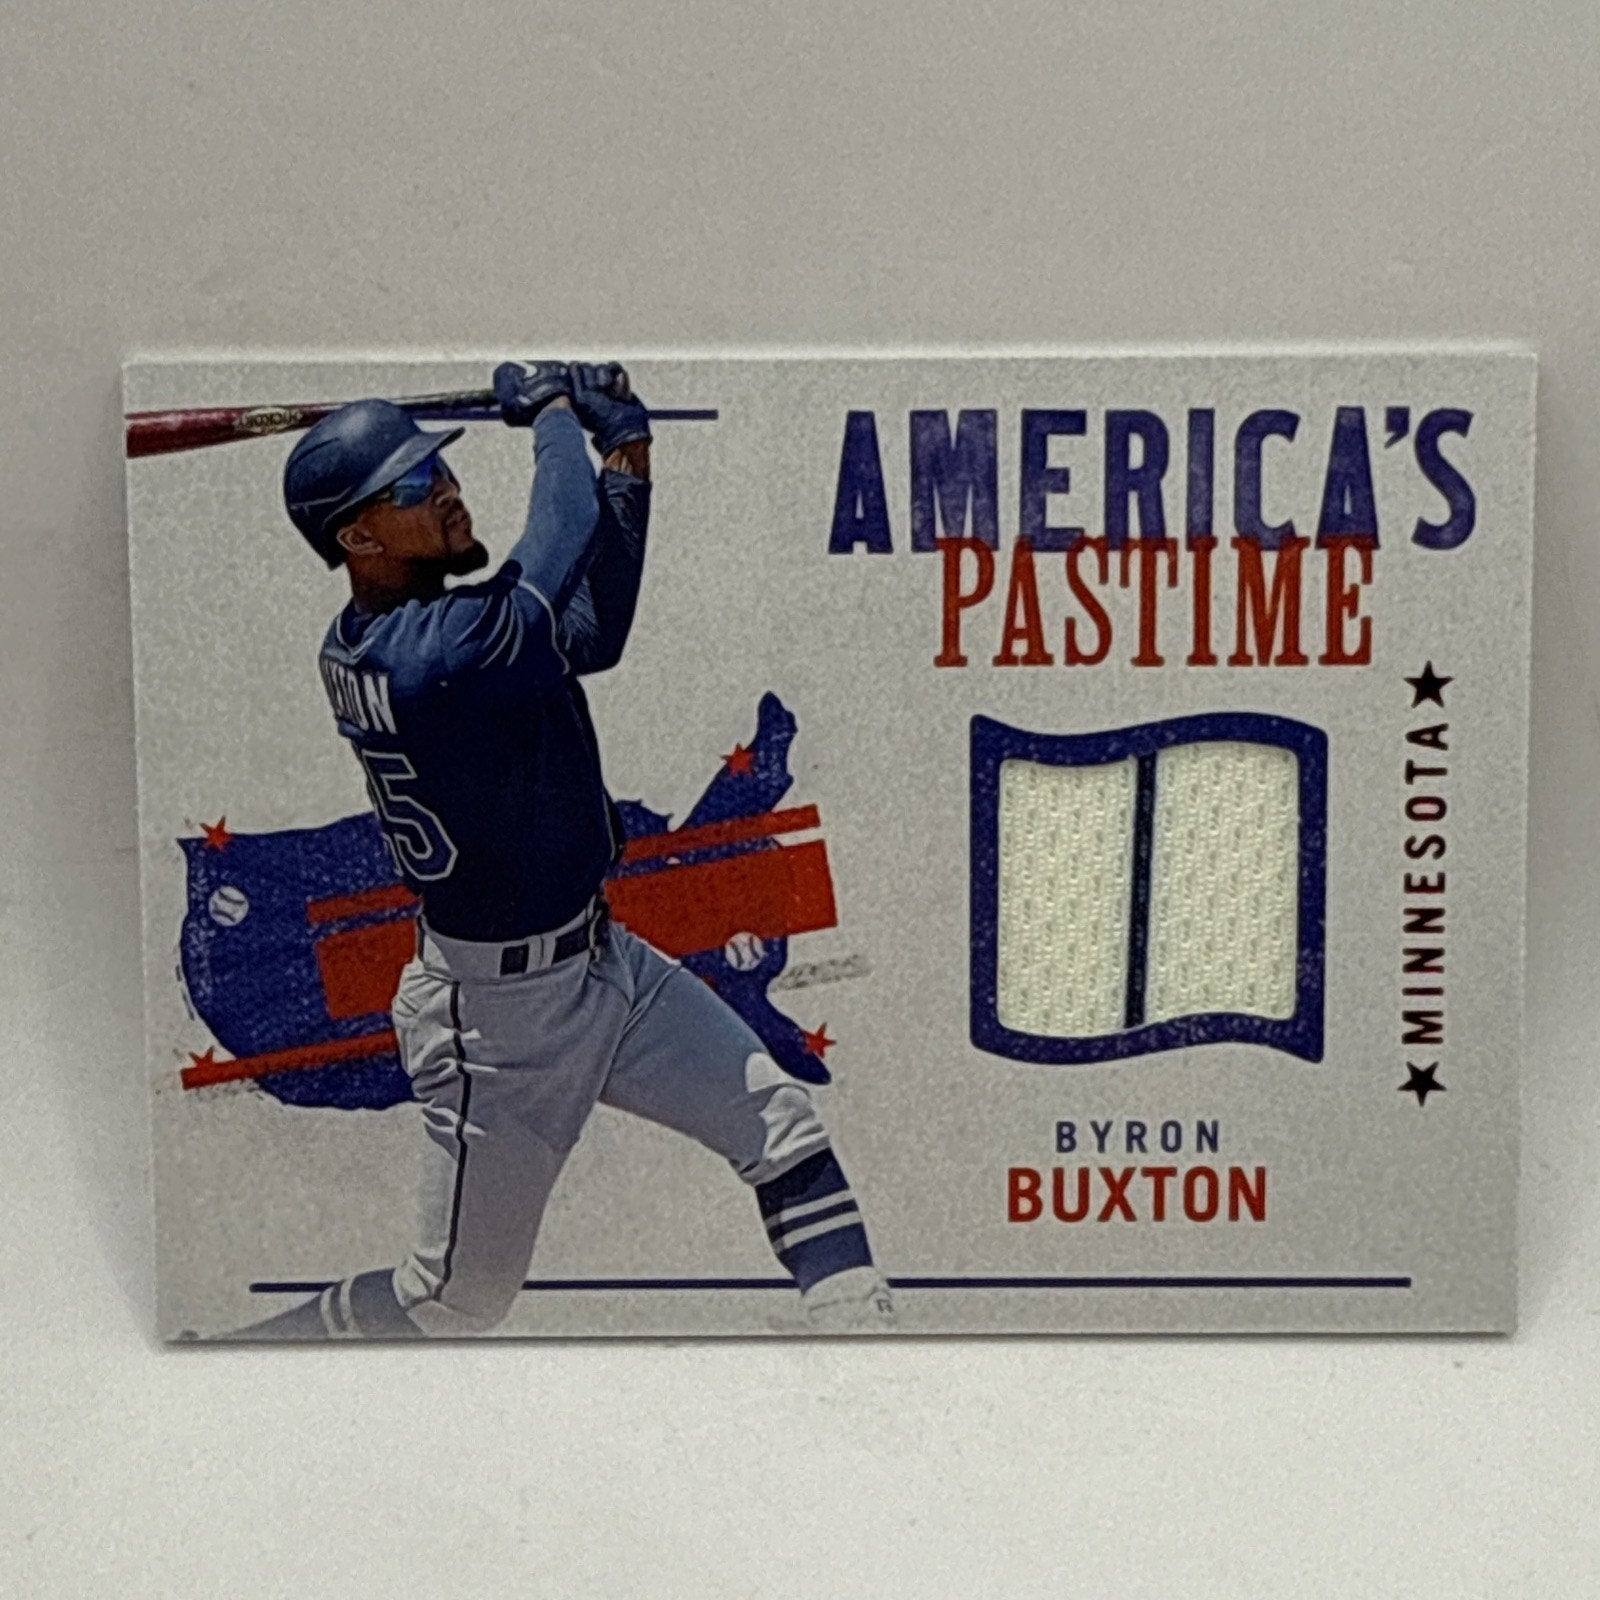 AMERICA'S
PASTIME
★MINNESOTA★
BYRON
BUXTON